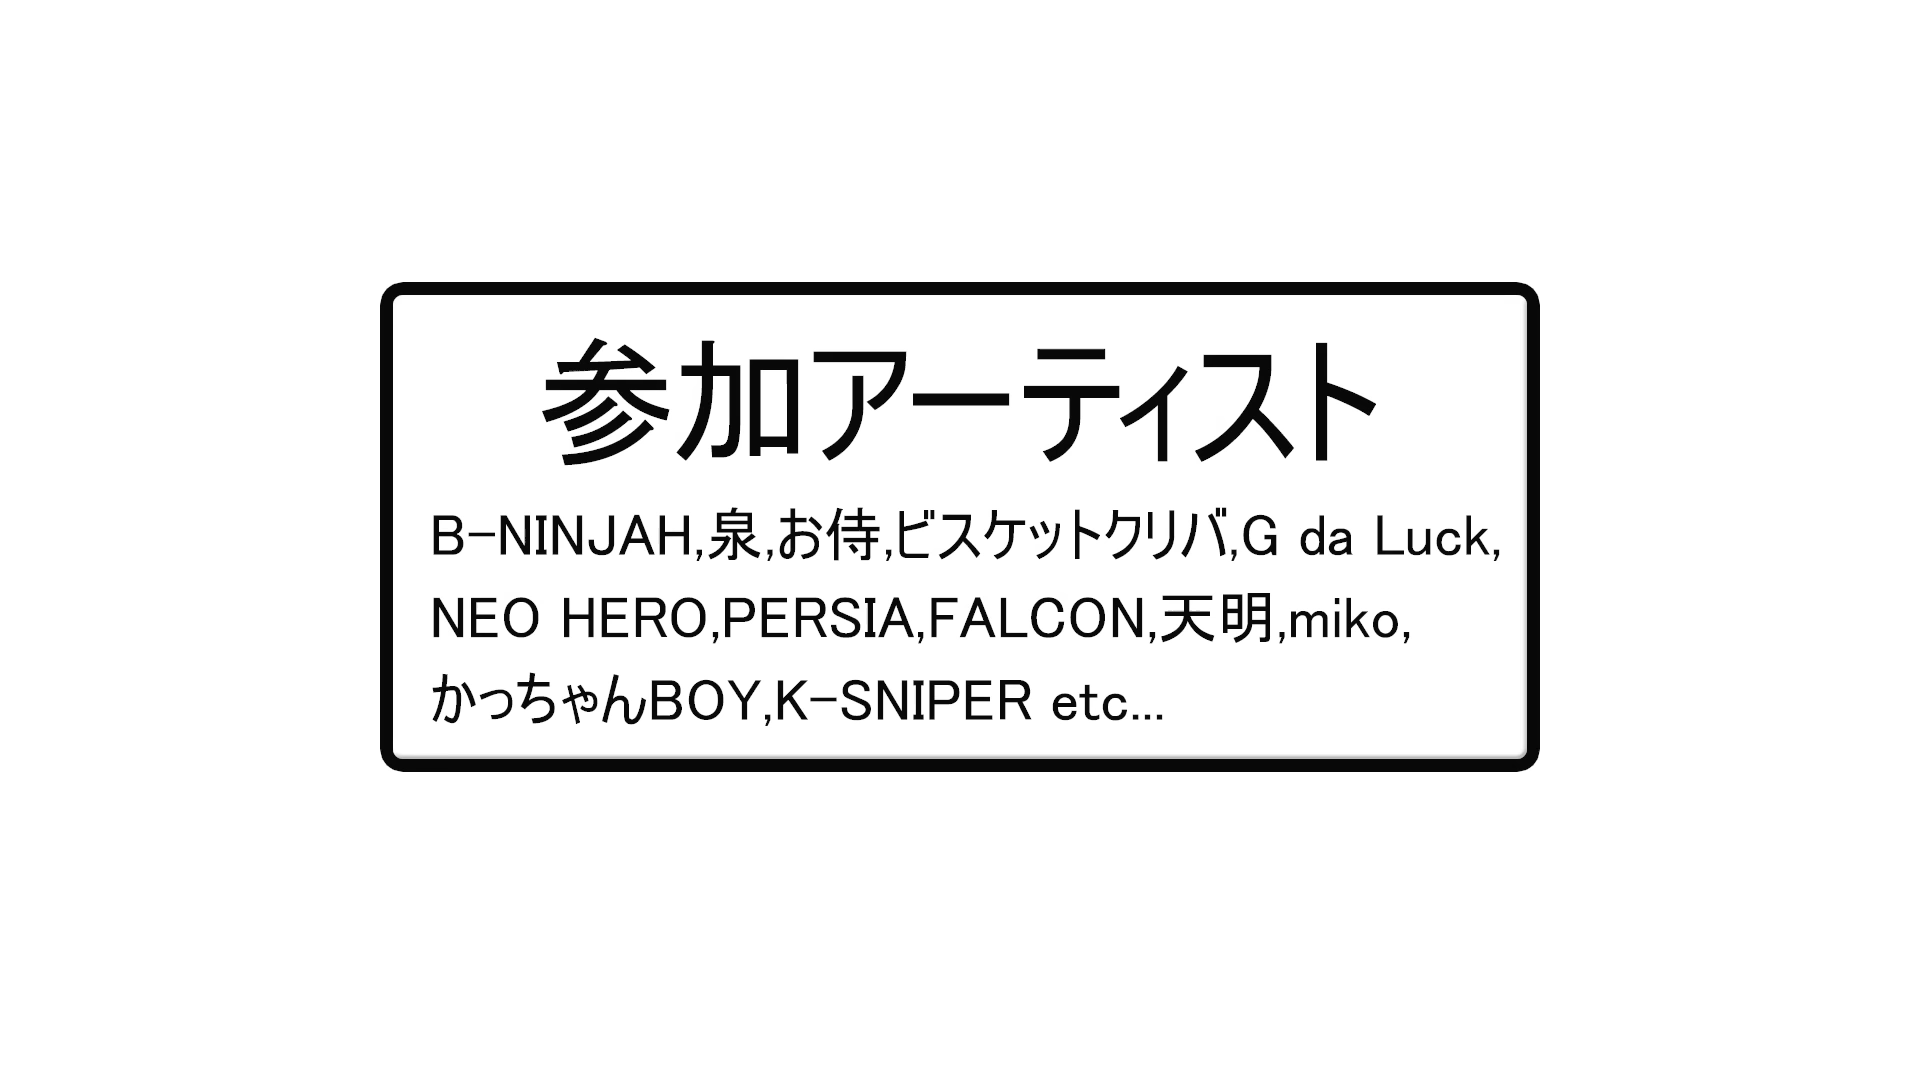 参加アーティスト
B-NINJAH,泉,お侍,ビスケットクリバ,G da Luck,
NEO HERO,PERSIA,FALCON,天明,miko,
かっちゃんBOY,K-SNIPER etc...